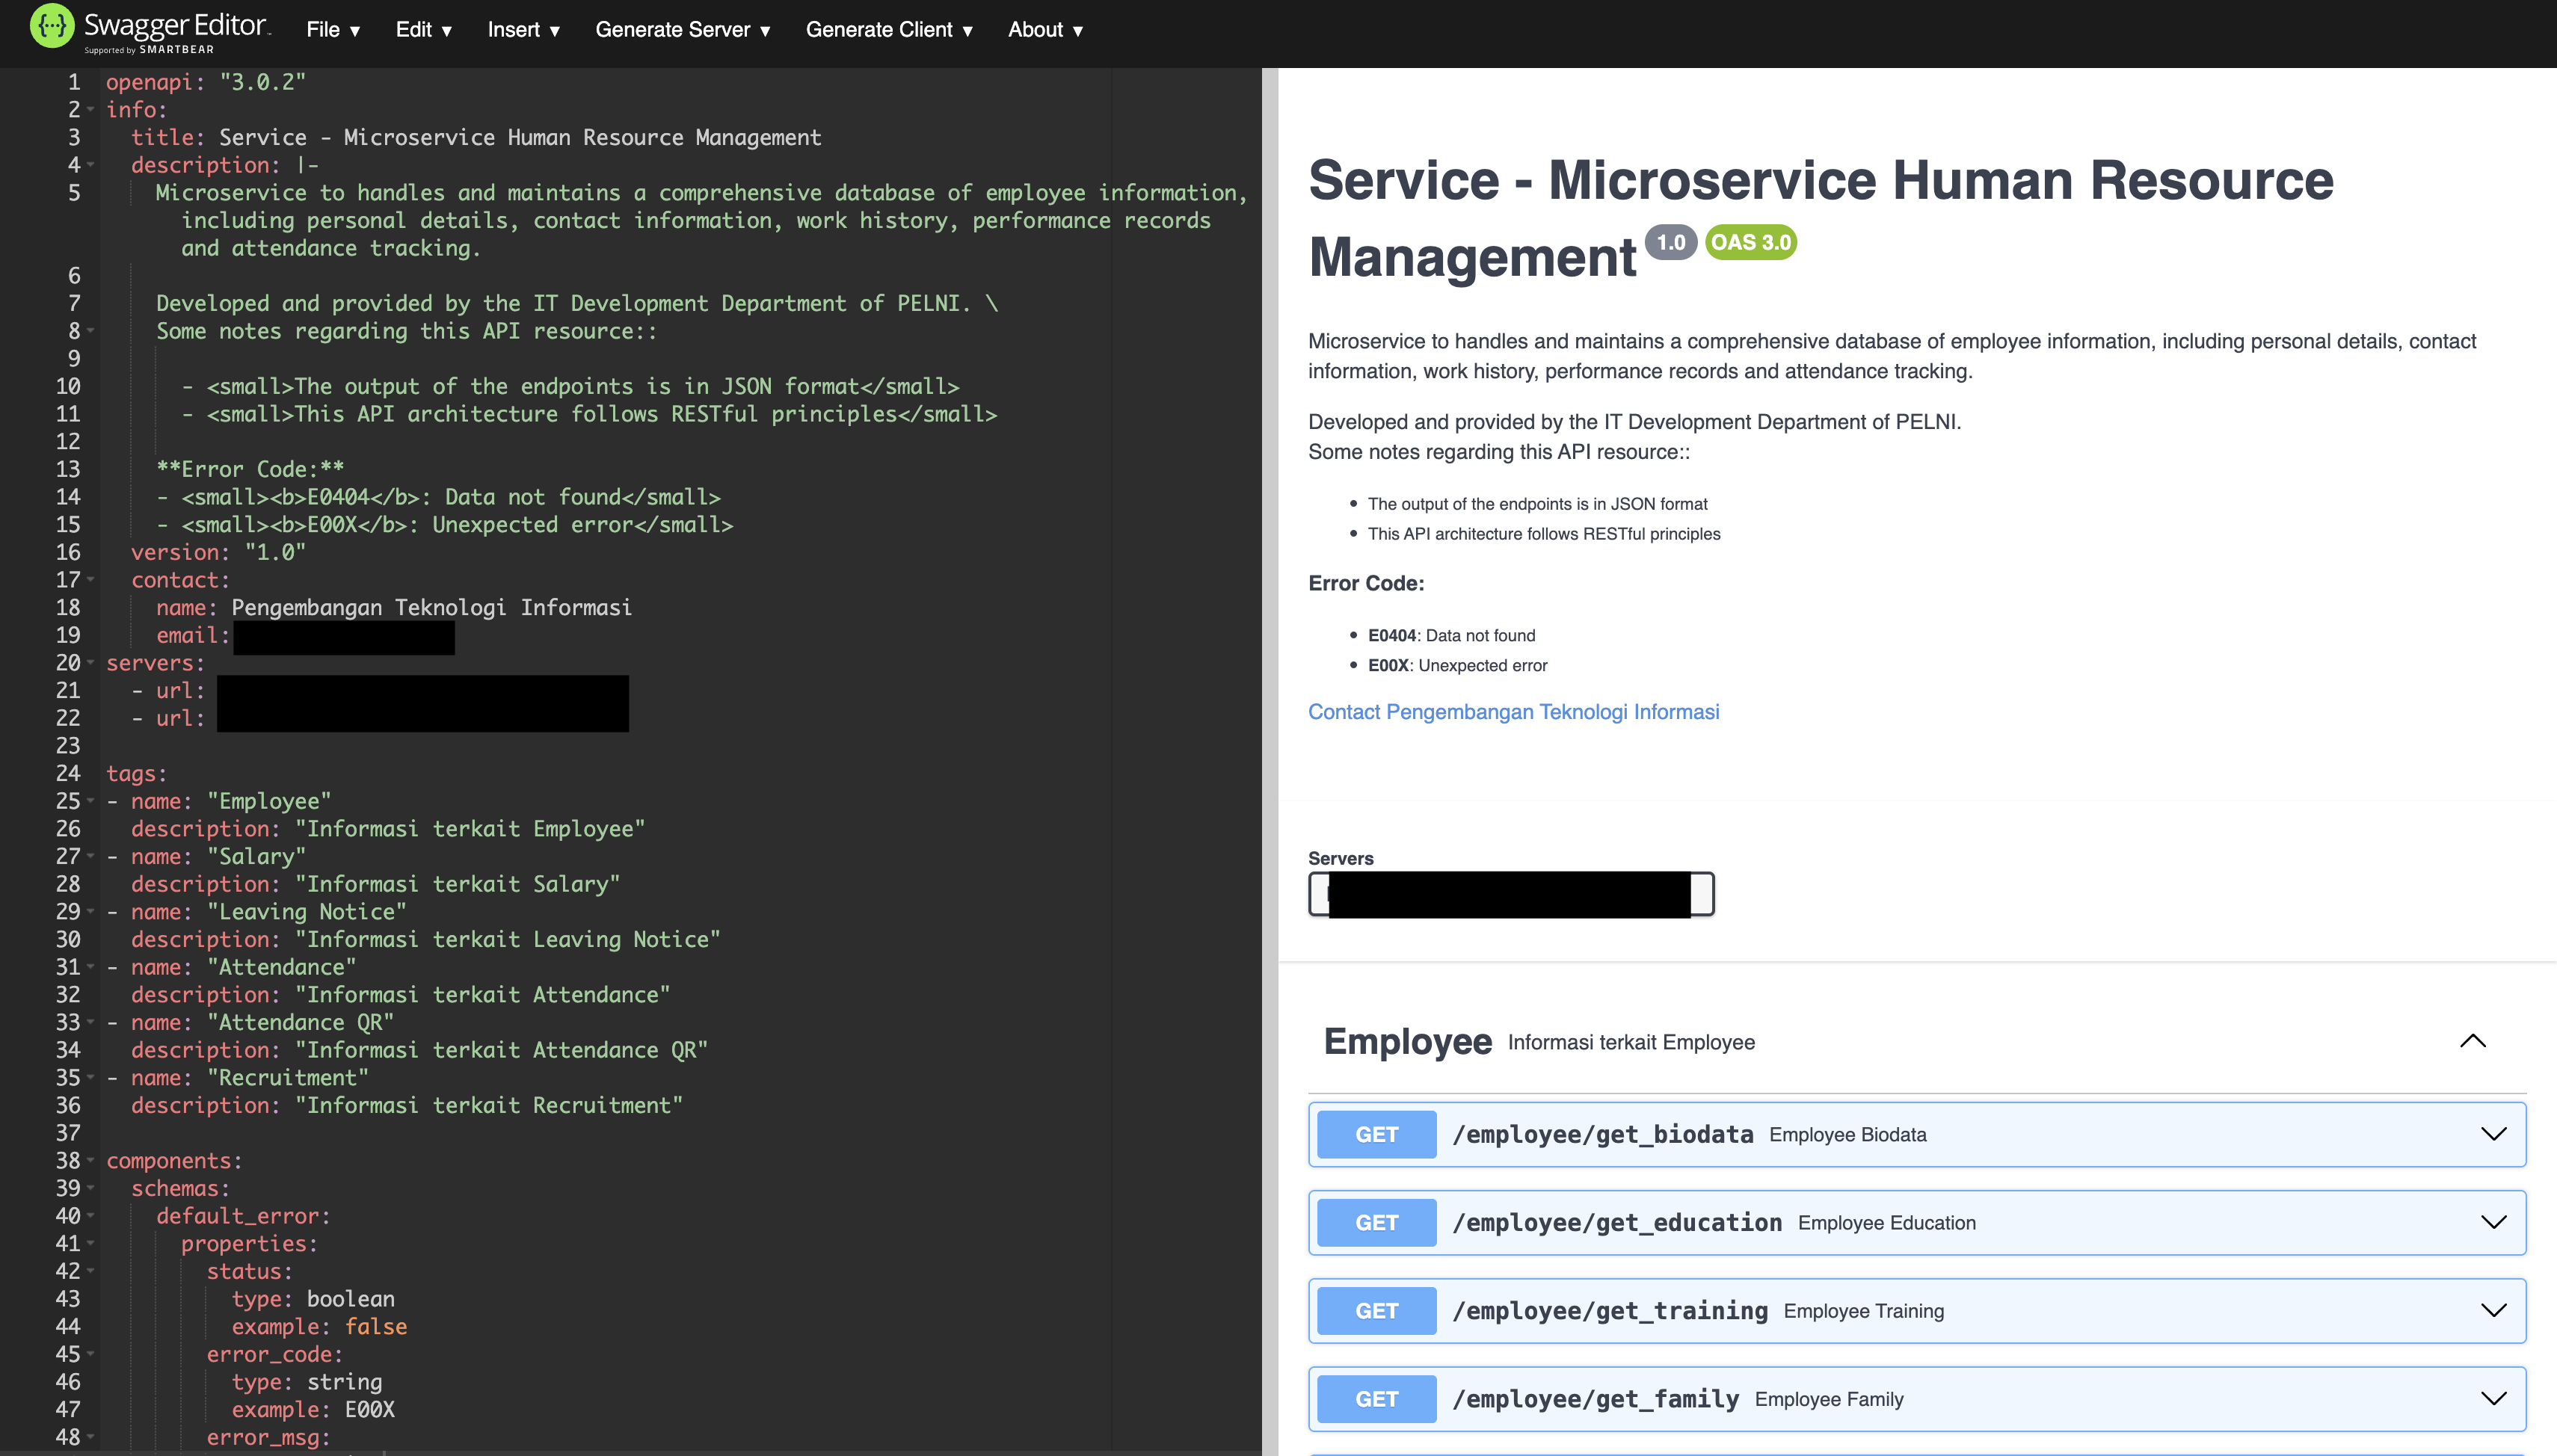 Swagger Editor
Supported by SMARTBEAR
File ▼ Edit ▼ Insert ▼ Generate Server ▼ Generate Client ▼ About ▼
1 openapi: "3.0.2"
2 info:
3 title: Service - Microservice Human Resource Management
4 description: |-
5 Microservice to handles and maintains a comprehensive database of employee information,
including personal details, contact information, work history, performance records
and attendance tracking.
6
7 Developed and provided by the IT Development Department of PELNI. \
8 Some notes regarding this API resource::
9
10 - <small>The output of the endpoints is in JSON format</small>
11 - <small>This API architecture follows RESTful principles</small>
12
13 **Error Code:**
14 - <small><b>E0404</b>: Data not found</small>
15 - <small><b>E00X</b>: Unexpected error</small>
16 version: "1.0"
17 contact:
18 name: Pengembangan Teknologi Informasi
19 email:
20 servers:
21 - url:
22 - url:
23
24 tags:
25 - name: "Employee"
26 description: "Informasi terkait Employee"
27 - name: "Salary"
28 description: "Informasi terkait Salary"
29 - name: "Leaving Notice"
30 description: "Informasi terkait Leaving Notice"
31 - name: "Attendance"
32 description: "Informasi terkait Attendance"
33 - name: "Attendance QR"
34 description: "Informasi terkait Attendance QR"
35 - name: "Recruitment"
36 description: "Informasi terkait Recruitment"
37
38 components:
39 schemas:
40 default_error:
41 properties:
42 status:
43 type: boolean
44 example: false
45 error_code:
46 type: string
47 example: E00X
48 error_msg:
Service - Microservice Human Resource
Management 1.0 OAS 3.0
Microservice to handles and maintains a comprehensive database of employee information, including personal details, contact
information, work history, performance records and attendance tracking.
Developed and provided by the IT Development Department of PELNI.
Some notes regarding this API resource::
• The output of the endpoints is in JSON format
• This API architecture follows RESTful principles
Error Code:
• E0404: Data not found
• E00X: Unexpected error
Contact Pengembangan Teknologi Informasi
Servers
Employee Informasi terkait Employee
GET /employee/get_biodata Employee Biodata
GET /employee/get_education Employee Education
GET /employee/get_training Employee Training
GET /employee/get_family Employee Family